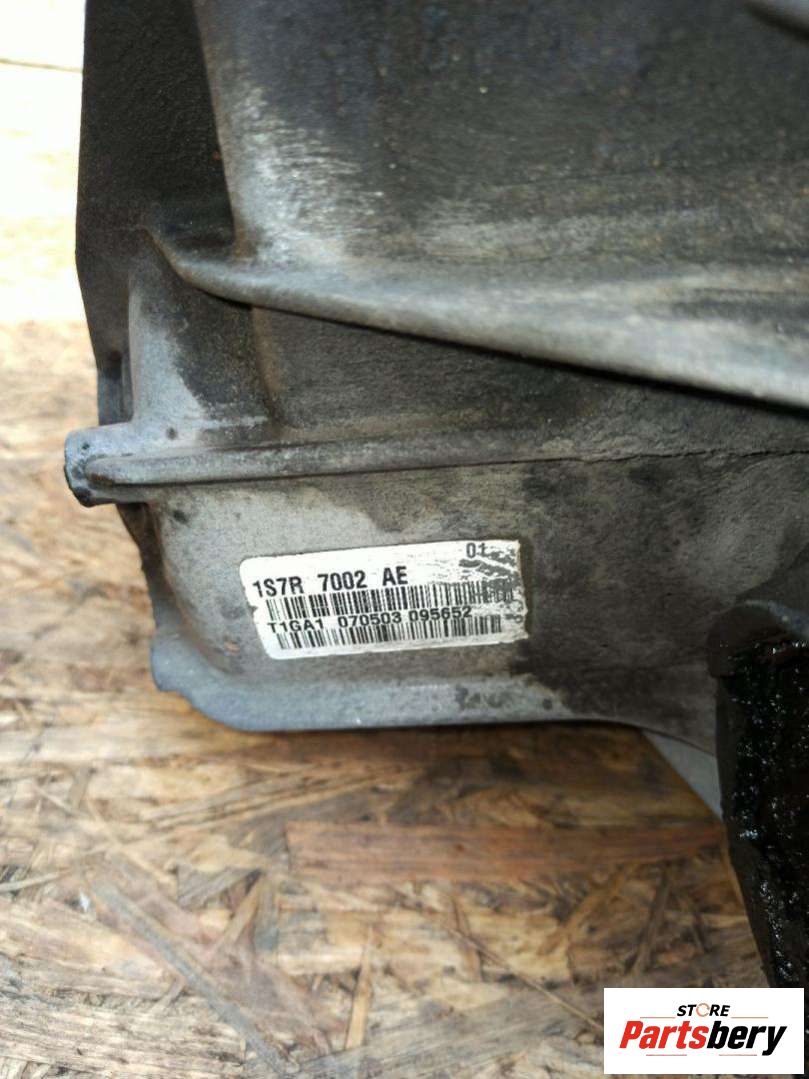 01
1S7R 7002 AE
T1GA1 070503 095652
STORE
Partsbery